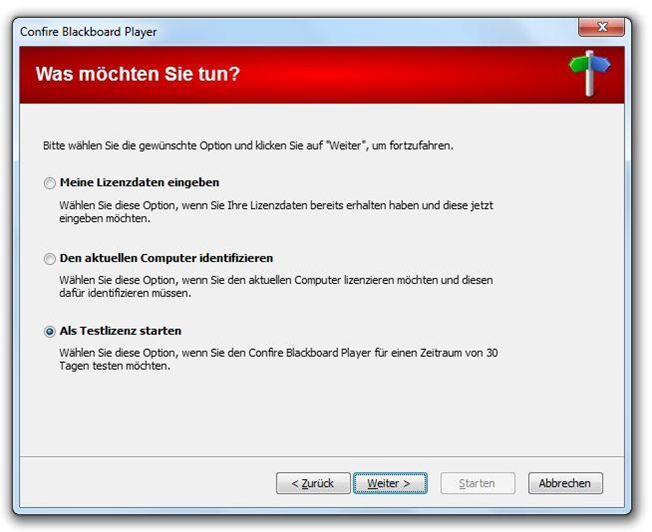 Confire Blackboard Player
Was möchten Sie tun?
Bitte wählen Sie die gewünschte Option und klicken Sie auf "Weiter", um fortzufahren.
Meine Lizenzdaten eingeben
Wählen Sie diese Option, wenn Sie Ihre Lizenzdaten bereits erhalten haben und diese jetzt
eingeben möchten.
Den aktuellen Computer identifizieren
Wählen Sie diese Option, wenn Sie den aktuellen Computer lizenzieren möchten und diesen
dafür identifizieren müssen.
Als Testlizenz starten
Wählen Sie diese Option, wenn Sie den Confire Blackboard Player für einen Zeitraum von 30
Tagen testen möchten.
< Zurück Weiter > Starten Abbrechen